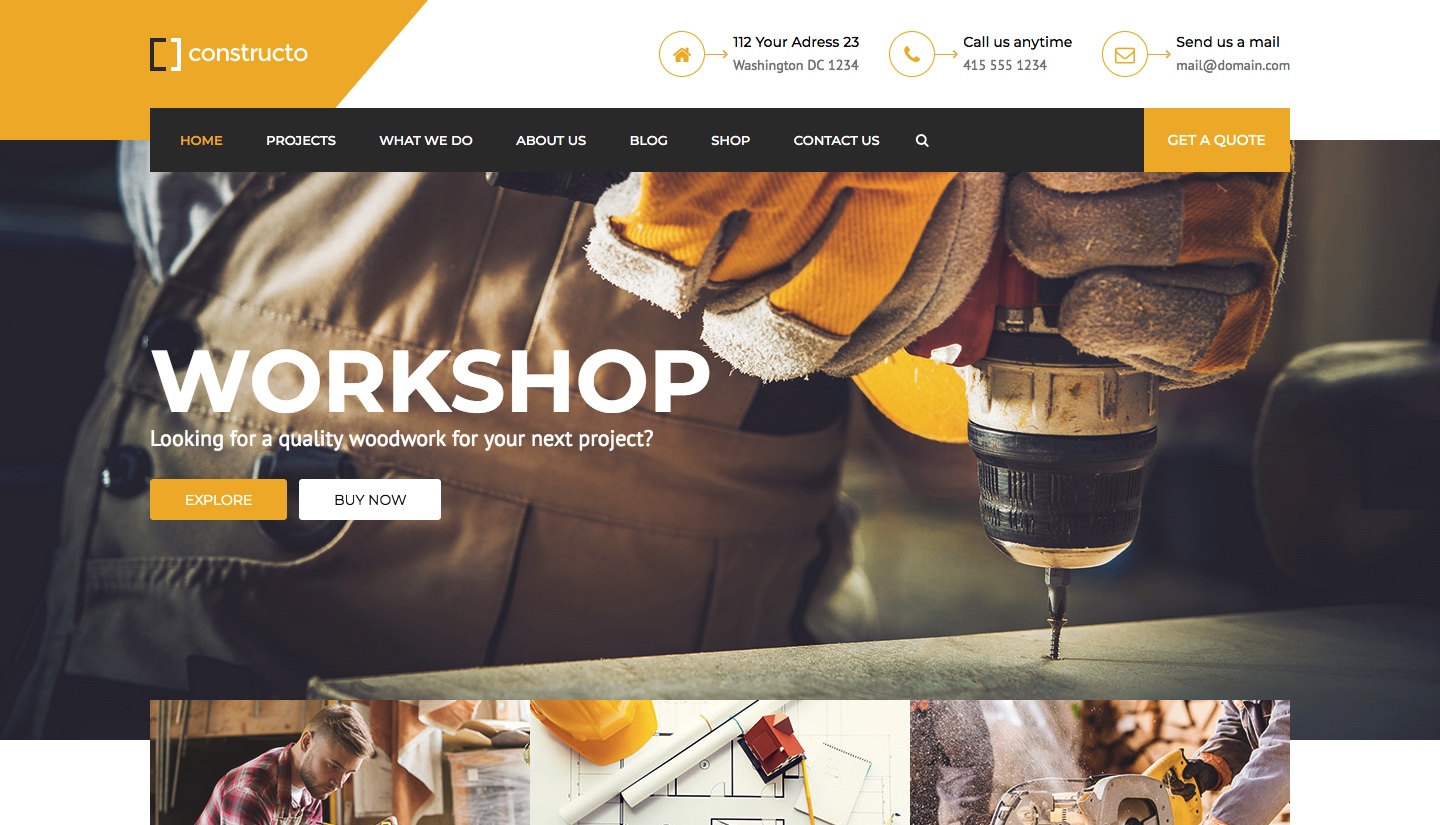 constructo
112 Your Adress 23
Washington DC 1234
Call us anytime
415 555 1234
Send us a mail
mail@domain.com
HOME PROJECTS WHAT WE DO ABOUT US BLOG SHOP CONTACT US GET A QUOTE
WORKSHOP
Looking for a quality woodwork for your next project?
EXPLORE BUY NOW